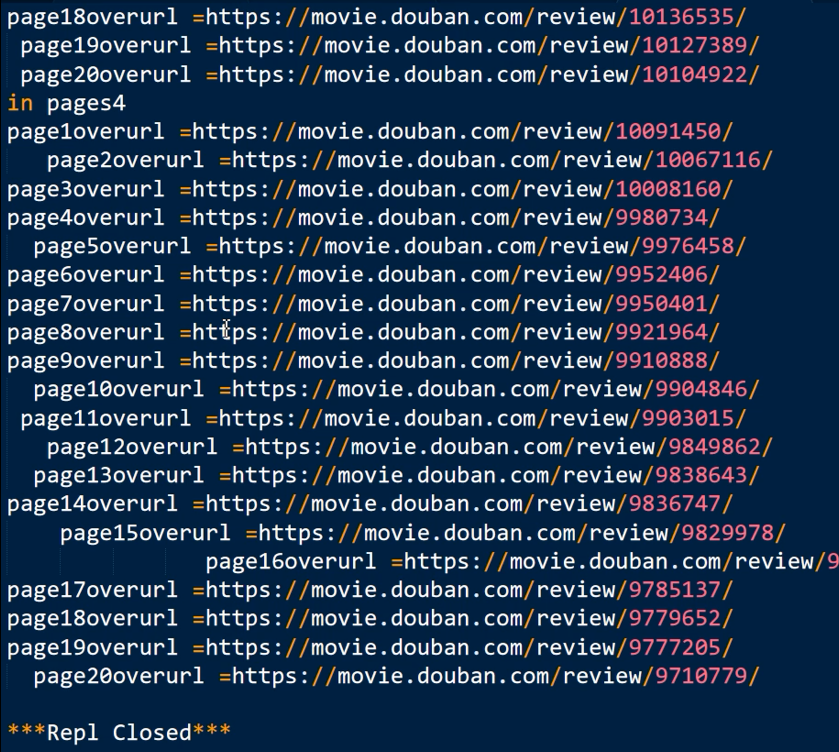 page18overurl =https://movie.douban.com/review/10136535/
page19overurl =https://movie.douban.com/review/10127389/
page20overurl =https://movie.douban.com/review/10104922/
in pages4
page1overurl =https://movie.douban.com/review/10091450/
page2overurl =https://movie.douban.com/review/10067116/
page3overurl =https://movie.douban.com/review/10008160/
page4overurl =https://movie.douban.com/review/9980734/
page5overurl =https://movie.douban.com/review/9976458/
page6overurl =https://movie.douban.com/review/9952406/
page7overurl =https://movie.douban.com/review/9950401/
page8overurl =https://movie.douban.com/review/9921964/
page9overurl =https://movie.douban.com/review/9910888/
page10overurl =https://movie.douban.com/review/9904846/
page11overurl =https://movie.douban.com/review/9903015/
page12overurl =https://movie.douban.com/review/9849862/
page13overurl =https://movie.douban.com/review/9838643/
page14overurl =https://movie.douban.com/review/9836747/
page15overurl =https://movie.douban.com/review/9829978/
page16overurl =https://movie.douban.com/review/9
page17overurl =https://movie.douban.com/review/9785137/
page18overurl =https://movie.douban.com/review/9779652/
page19overurl =https://movie.douban.com/review/9777205/
page20overurl =https://movie.douban.com/review/9710779/
***Repl Closed***